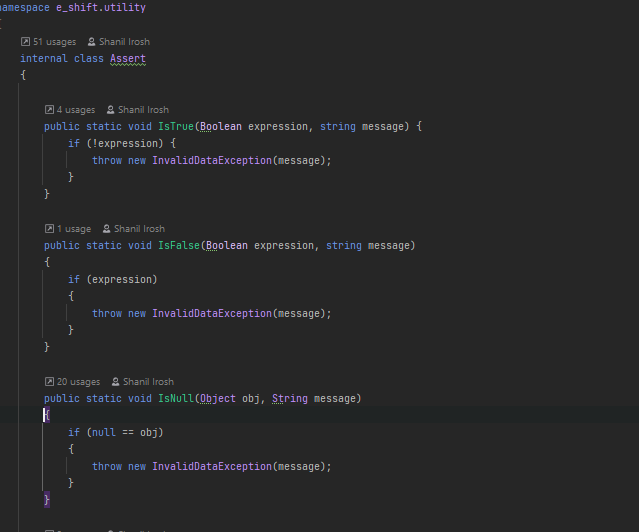 namespace e_shift.utility
{
51 usages Shanil Irosh
internal class Assert
{
4 usages Shanil Irosh
public static void IsTrue(Boolean expression, string message) {
if (!expression) {
throw new InvalidDataException(message);
}
}
1 usage Shanil Irosh
public static void IsFalse(Boolean expression, string message)
{
if (expression)
{
throw new InvalidDataException(message);
}
}
20 usages Shanil Irosh
public static void IsNull(Object obj, String message)
{
if (null == obj)
{
throw new InvalidDataException(message);
}
}